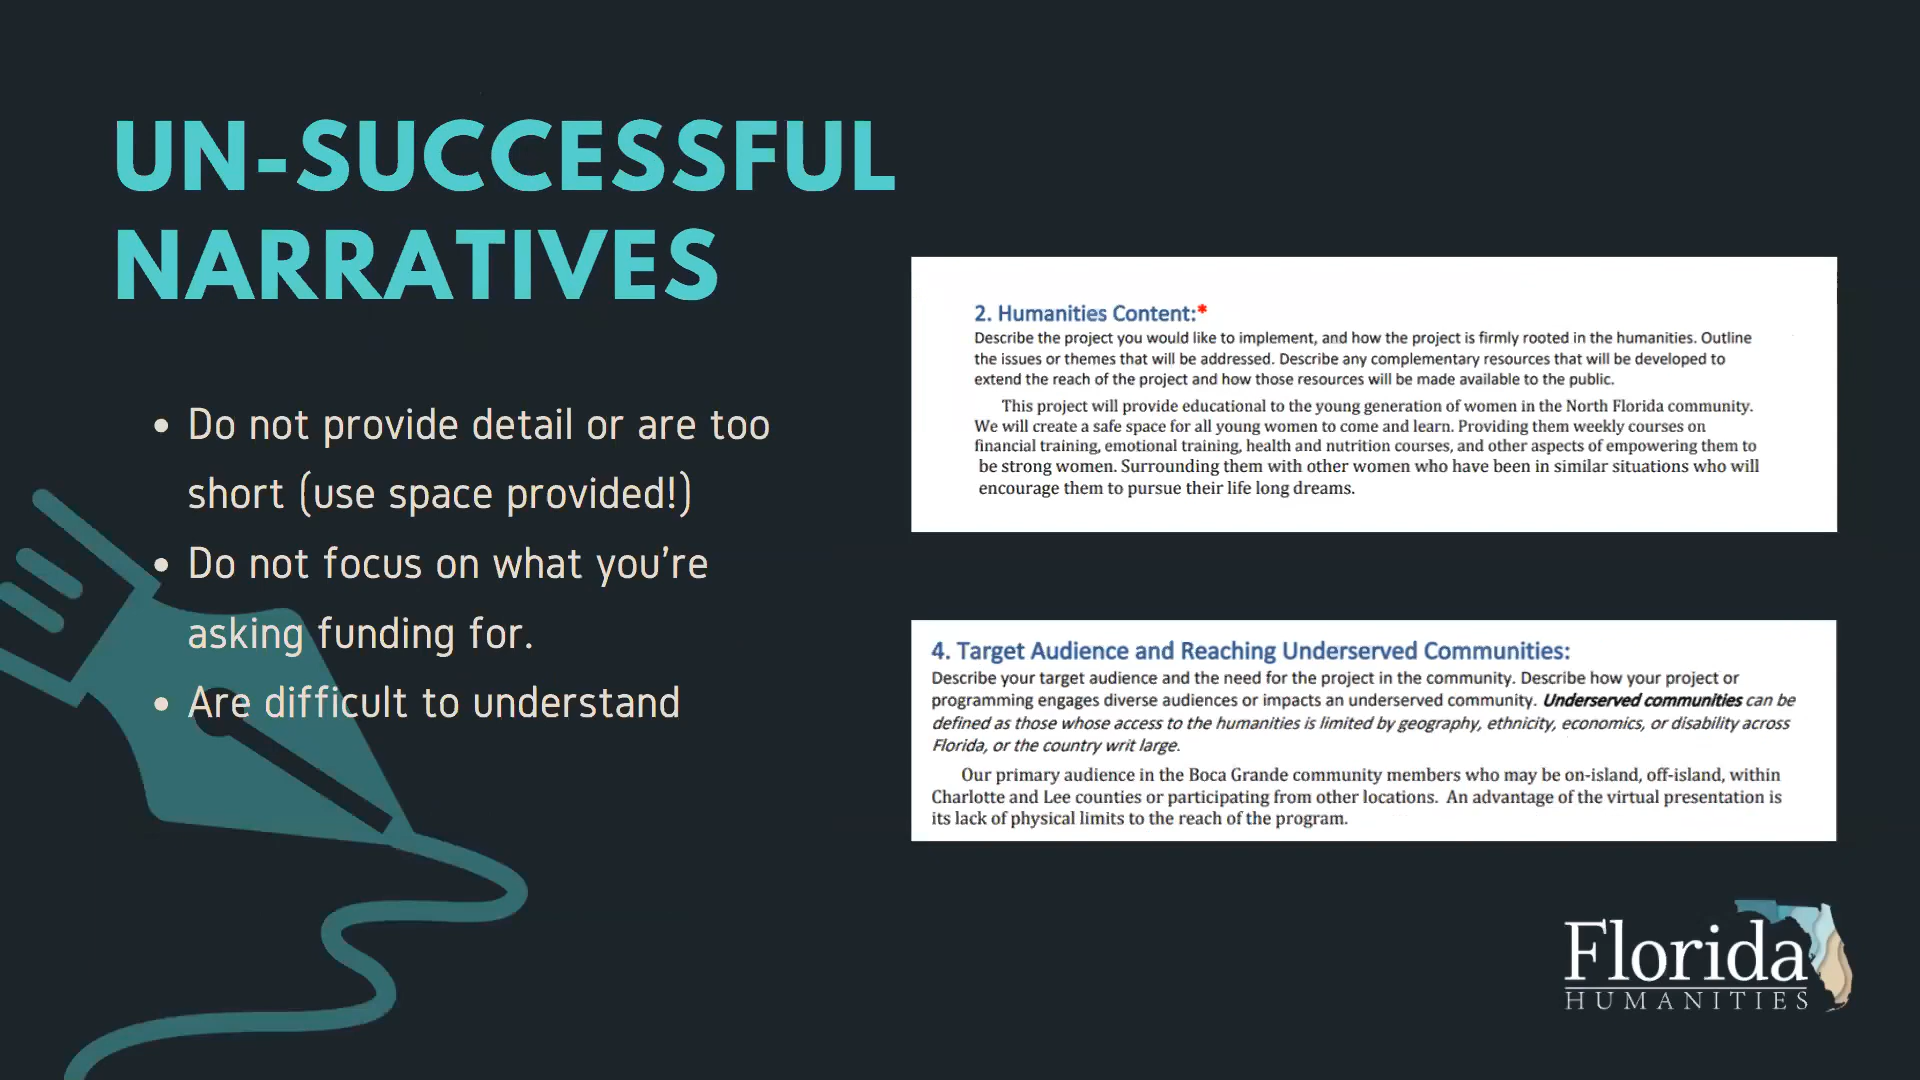 UN-SUCCESSFUL
NARRATIVES
• Do not provide detail or are too
short (use space provided!)
• Do not focus on what you're
asking funding for.
• Are difficult to understand
2. Humanities Content:*
Describe the project you would like to implement, and how the project is firmly rooted in the humanities. Outline
the issues or themes that will be addressed. Describe any complementary resources that will be developed to
extend the reach of the project and how those resources will be made available to the public.
This project will provide educational to the young generation of women in the North Florida community.
We will create a safe space for all young women to come and learn. Providing them weekly courses on
financial training, emotional training, health and nutrition courses, and other aspects of empowering them to
be strong women. Surrounding them with other women who have been in similar situations who will
encourage them to pursue their life long dreams.
4. Target Audience and Reaching Underserved Communities:
Describe your target audience and the need for the project in the community. Describe how your project or
programming engages diverse audiences or impacts an underserved community. Underserved communities can be
defined as those whose access to the humanities is limited by geography, ethnicity, economics, or disability across
Florida, or the country writ large.
Our primary audience in the Boca Grande community members who may be on-island, off-island, within
Charlotte and Lee counties or participating from other locations. An advantage of the virtual presentation is
its lack of physical limits to the reach of the program.
Florida
HUMANITIES